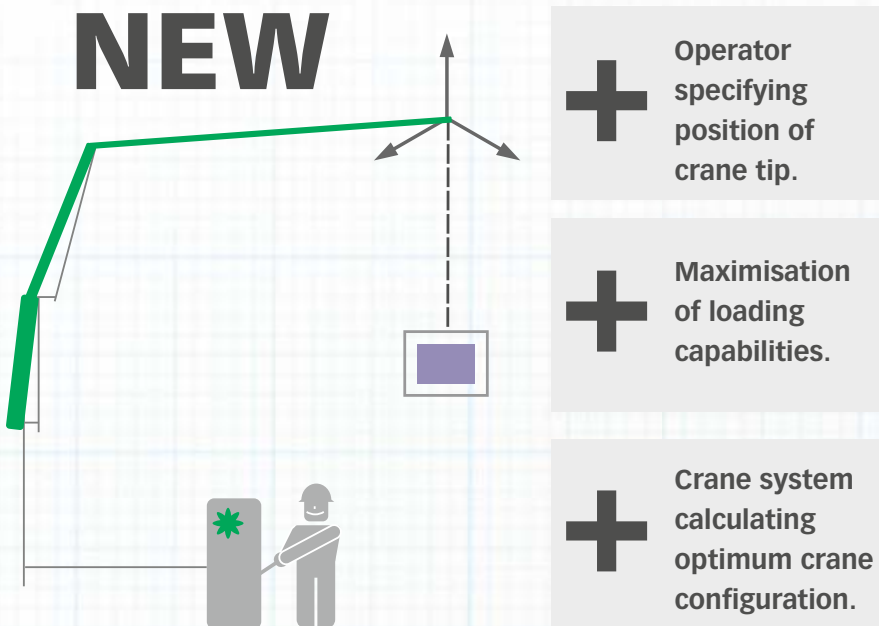 NEW
Operator
specifying
position of
crane tip.
Maximisation
of loading
capabilities.
Crane system
calculating
optimum crane
configuration.